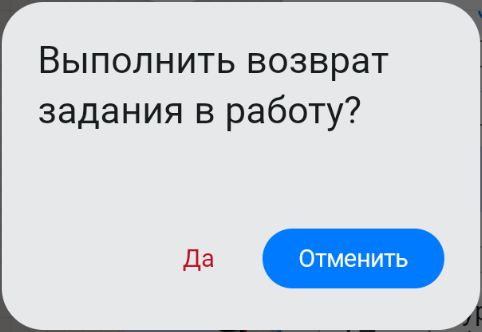 Выполнить возврат
задания в работу?
Да Отменить